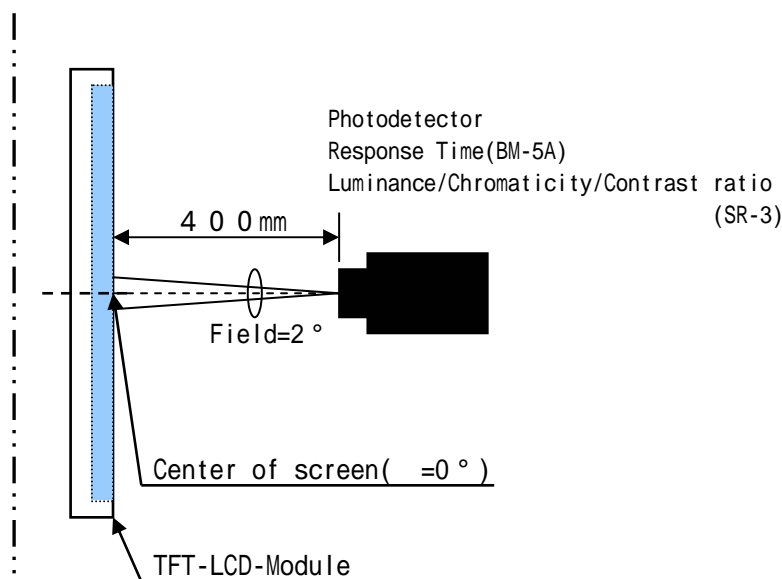 Photodetector
Response Time(BM-5A)
Luminance/Chromaticity/Contrast ratio
(SR-3)
４００mm
Field=2°
Center of screen(  =0°)
TFT-LCD-Module